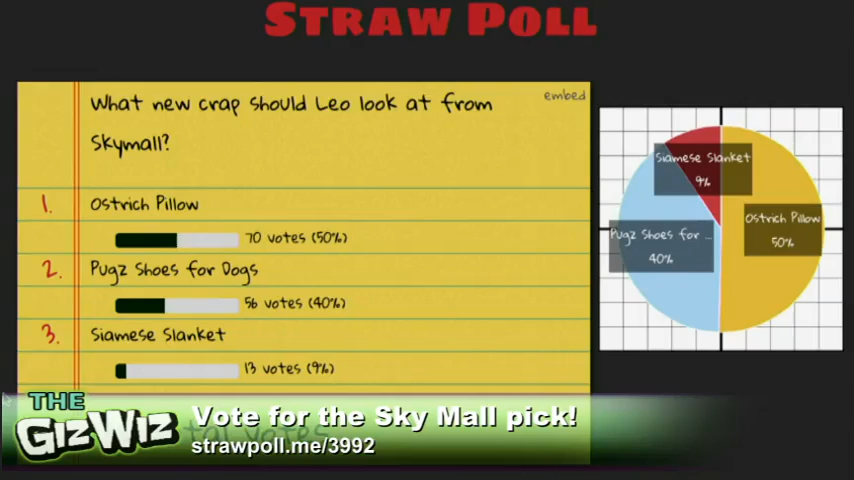 STRAW POLL
What new crap should Leo look at from
Skymall?
embed
1. Ostrich Pillow
70 votes (50%)
2. Pugz Shoes for Dogs
56 votes (40%)
3. Siamese Slanket
13 votes (9%)
Siamese Slanket
9%
Ostrich Pillow
50%
Pugz Shoes for ...
40%
THE
GIZWIZ
Vote for the Sky Mall pick!
strawpoll.me/3992